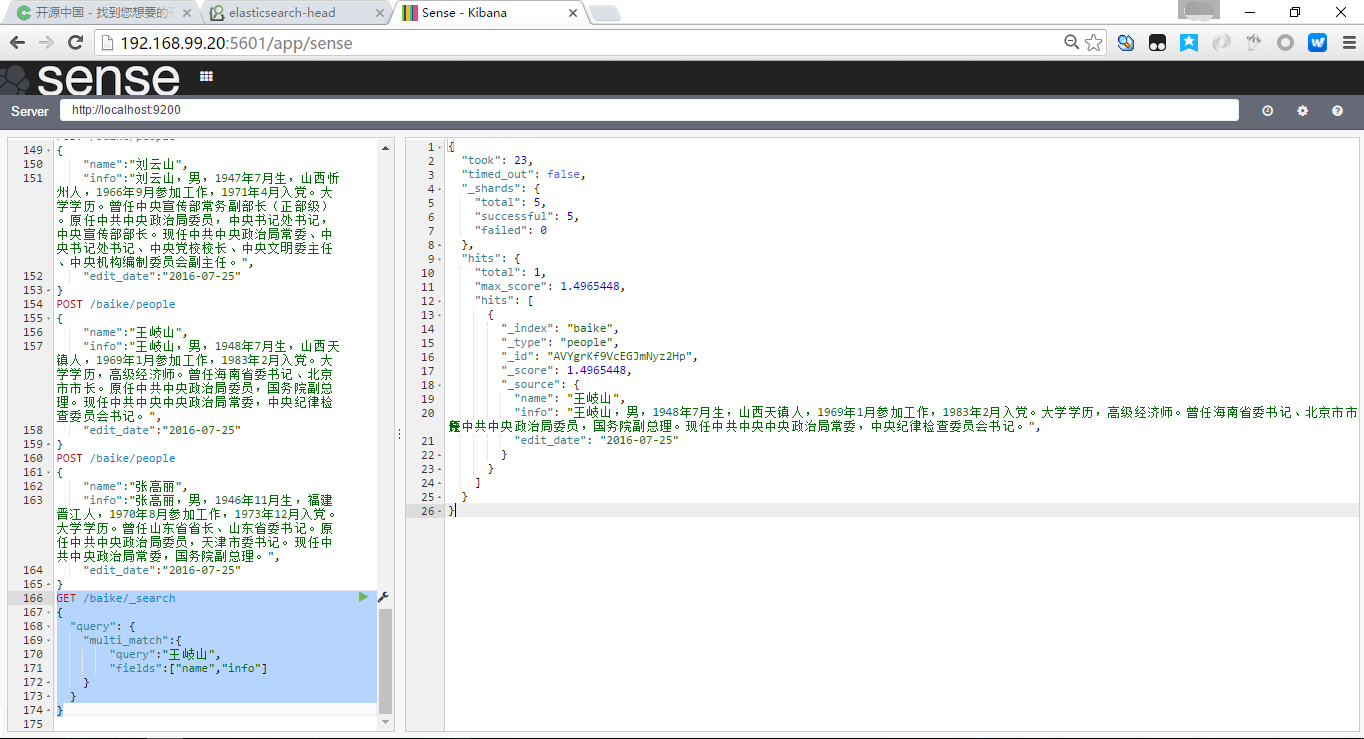 开源中国 - 找到您想要的开
elasticsearch-head
Sense - Kibana
192.168.99.20:5601/app/sense
sense
Server
http://localhost:9200
149 {
150 "name":"刘云山",
151 "info":"刘云山，男，1947年7月生，山西忻
州人，1966年9月参加工作，1971年4月入党。大
学学历。曾任中央宣传部常务副部长（正部级）
。原任中共中央政治局委员，中央书记处书记，
中央宣传部部长。现任中共中央政治局常委、中
央书记处书记、中央党校校长、中央文明委主任
、中央机构编制委员会副主任。",
152 "edit_date":"2016-07-25"
153 }
154 POST /baike/people
155 {
156 "name":"王岐山",
157 "info":"王岐山，男，1948年7月生，山西天
镇人，1969年1月参加工作，1983年2月入党。大
学学历，高级经济师。曾任海南省委书记、北京
市市长。原任中共中央政治局委员，国务院副总
理。现任中共中央中央政治局常委，中央纪律检
查委员会书记。",
158 "edit_date":"2016-07-25"
159 }
160 POST /baike/people
161 {
162 "name":"张高丽",
163 "info":"张高丽，男，1946年11月生，福建
晋江人，1970年8月参加工作，1973年12月入党。
大学学历。曾任山东省省长、山东省委书记。原
任中共中央政治局委员，天津市委书记。现任中
共中央政治局常委，国务院副总理。",
164 "edit_date":"2016-07-25"
165 }
166 GET /baike/_search
167 {
168 "query": {
169 "multi_match":{
170 "query":"王岐山",
171 "fields":["name","info"]
172 }
173 }
174 }
175
1 {
2 "took": 23,
3 "timed_out": false,
4 "_shards": {
5 "total": 5,
6 "successful": 5,
7 "failed": 0
8 },
9 "hits": {
10 "total": 1,
11 "max_score": 1.4965448,
12 "hits": [
13 {
14 "_index": "baike",
15 "_type": "people",
16 "_id": "AVYgrKf9VcEGJmNyz2Hp",
17 "_score": 1.4965448,
18 "_source": {
19 "name": "王岐山",
20 "info": "王岐山，男，1948年7月生，山西天镇人，1969年1月参加工作，1983年2月入党。大学学历，高级经济师。曾任海南省委书记、北京市市
中共中央政治局委员，国务院副总理。现任中共中央中央政治局常委，中央纪律检查委员会书记。",
21 "edit_date": "2016-07-25"
22 }
23 }
24 ]
25 }
26 }